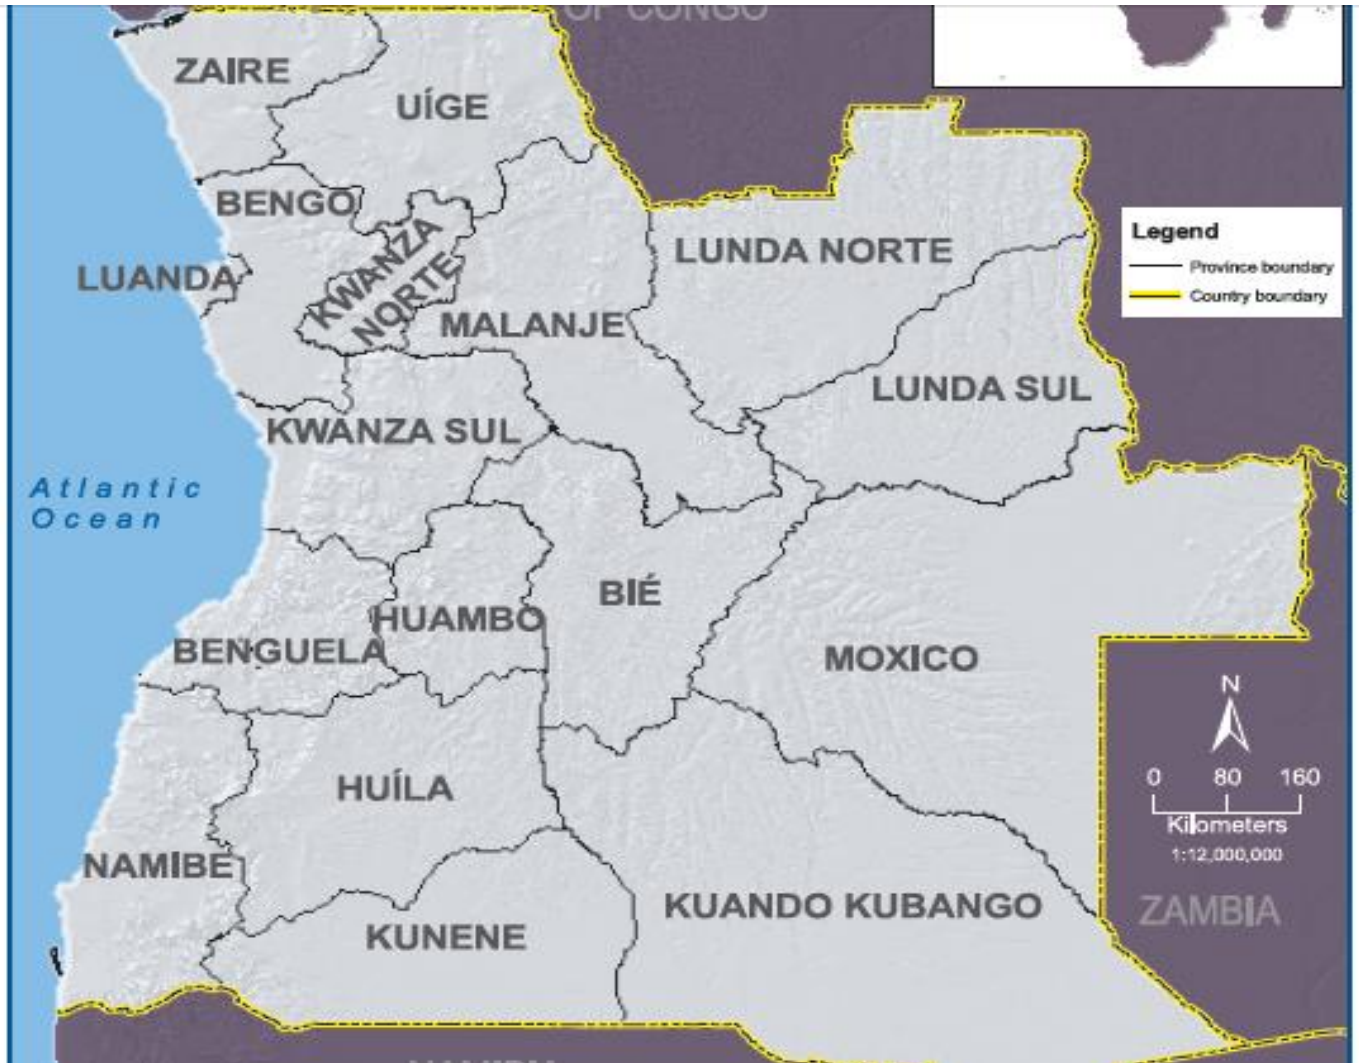 OF CONGO
ZAIRE
UÍGE
BENGO
LUANDA
KWANZA
NORTE
LUNDA NORTE
MALANJE
LUNDA SUL
KWANZA SUL
Legend
Province boundary
Country boundary
Atlantic
Ocean
BIÉ
HUAMBO
BENGUELA
MOXICO
HUÍLA
NAMIBE
KUNENE
KUANDO KUBANGO
N
0 80 160
Kilometers
1:12,000,000
ZAMBIA